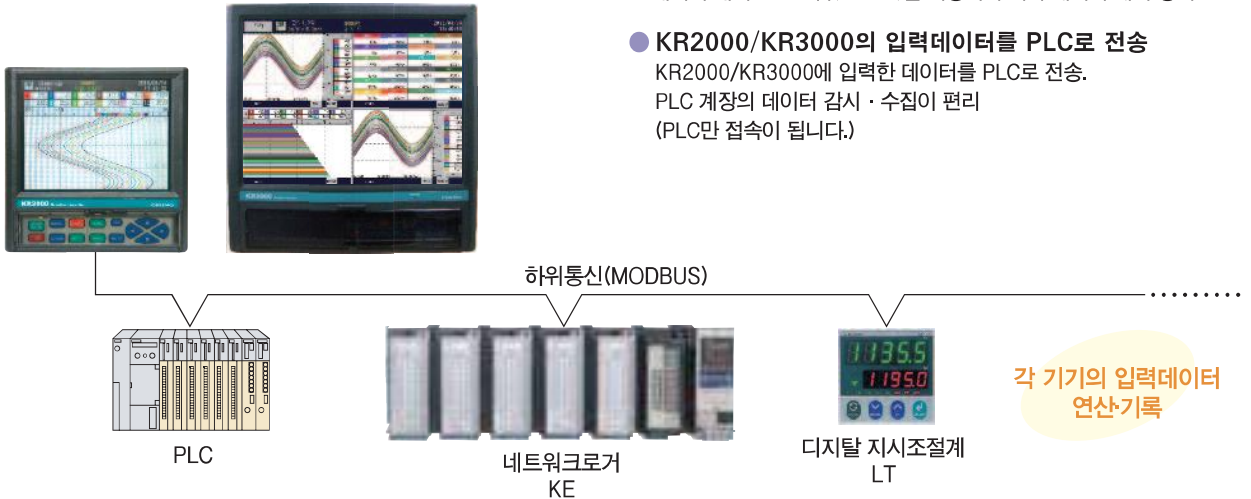 ● KR2000/KR3000의 입력데이터를 PLC로 전송
KR2000/KR3000에 입력한 데이터를 PLC로 전송.
PLC 계장의 데이터 감시 · 수집이 편리
(PLC만 접속이 됩니다.)
KR2000
KR3000
하위통신(MODBUS)
1135.5
1195.0
각 기기의 입력데이터
연산·기록
PLC
네트워크로거
KE
디지탈 지시조절계
LT